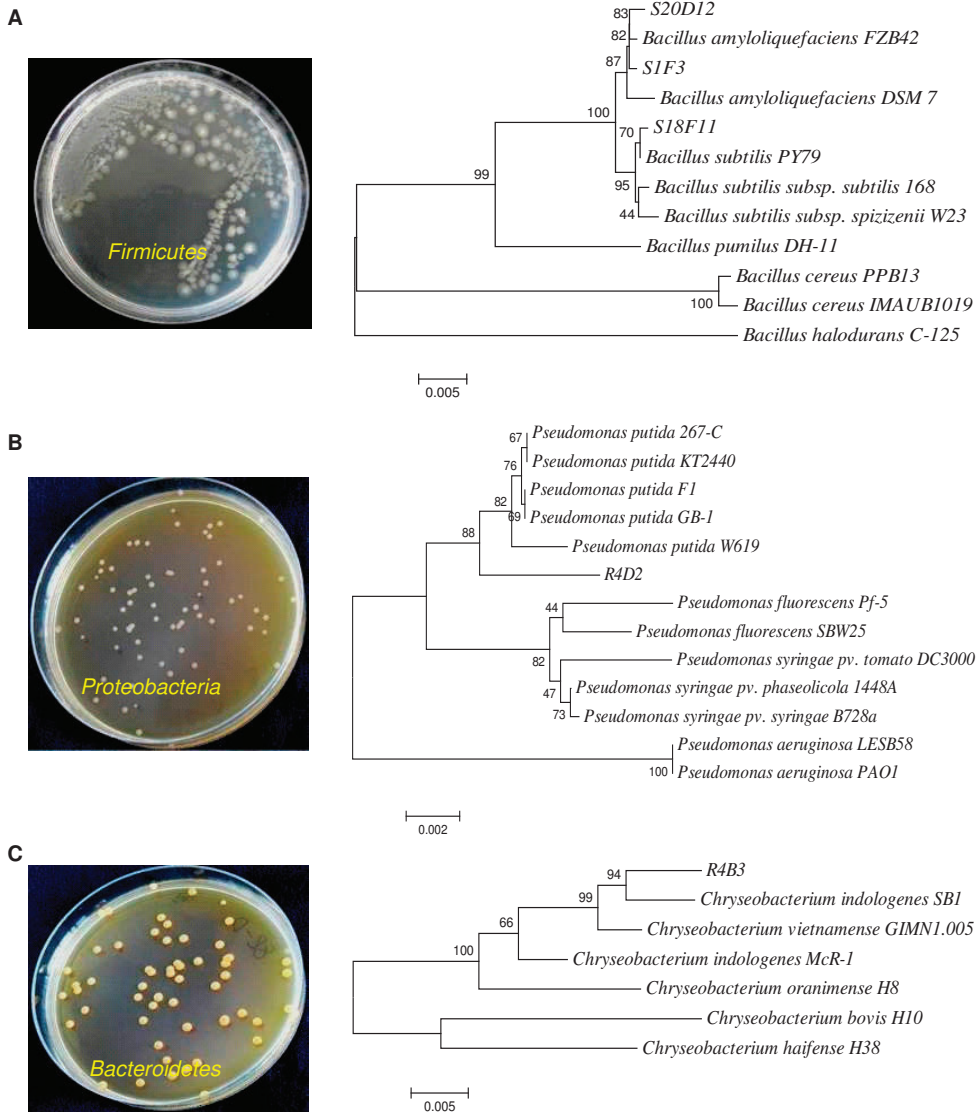 A
Firmicutes
83
S20D12
82
Bacillus amyloliquefaciens FZB42
87
S1F3
Bacillus amyloliquefaciens DSM 7
100
70
S18F11
Bacillus subtilis PY79
99
95
Bacillus subtilis subsp. subtilis 168
44
Bacillus subtilis subsp. spizizenii W23
Bacillus pumilus DH-11
Bacillus cereus PPB13
100
Bacillus cereus IMAUB1019
Bacillus halodurans C-125
0.005
B
Proteobacteria
67
Pseudomonas putida 267-C
Pseudomonas putida KT2440
76
Pseudomonas putida F1
82
69
Pseudomonas putida GB-1
88
Pseudomonas putida W619
R4D2
44
Pseudomonas fluorescens Pf-5
Pseudomonas fluorescens SBW25
82
Pseudomonas syringae pv. tomato DC3000
47
Pseudomonas syringae pv. phaseolicola 1448A
73
Pseudomonas syringae pv. syringae B728a
Pseudomonas aeruginosa LESB58
100
Pseudomonas aeruginosa PAO1
0.002
C
Bacteroidetes
94
R4B3
99
Chryseobacterium indologenes SB1
66
Chryseobacterium vietnamense GIMN1.005
100
Chryseobacterium indologenes McR-1
Chryseobacterium oranimense H8
Chryseobacterium bovis H10
Chryseobacterium haifense H38
0.005